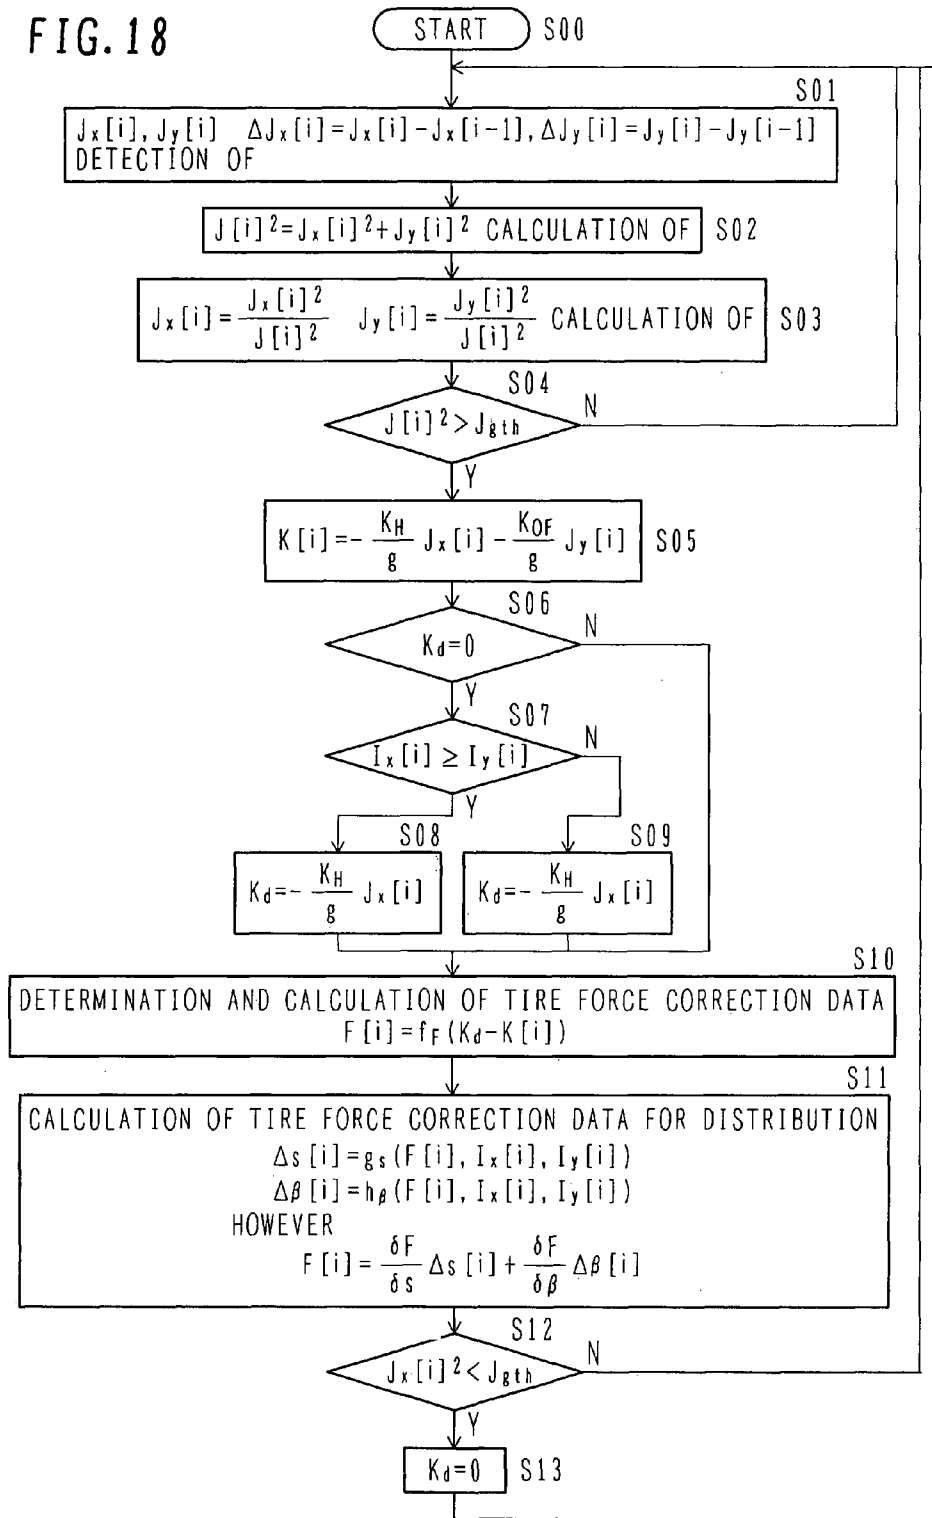 FIG.18
START S00
S01
Jx[i], Jy[i] ΔJx[i]=Jx[i]-Jx[i-1], ΔJy[i]=Jy[i]-Jy[i-1]
DETECTION OF
J[i]²=Jx[i]²+Jy[i]² CALCULATION OF S02
Jx[i]=Jx[i]²/J[i]² Jy[i]=Jy[i]²/J[i]² CALCULATION OF S03
S04
J[i]²>Jgth N
Y
K[i]=-KH/g Jx[i]-KOF/g Jy[i] S05
S06
Kd=0 N
Y
S07
Ix[i]≥Iy[i] N
Y
S08 S09
Kd=-KH/g Jx[i] Kd=-KH/g Jx[i]
S10
DETERMINATION AND CALCULATION OF TIRE FORCE CORRECTION DATA
F[i]=fF(Kd-K[i])
S11
CALCULATION OF TIRE FORCE CORRECTION DATA FOR DISTRIBUTION
Δs[i]=gs(F[i], Ix[i], Iy[i])
Δβ[i]=hβ(F[i], Ix[i], Iy[i])
HOWEVER
F[i]=δF/δs Δs[i]+δF/δβ Δβ[i]
S12
Jx[i]²<Jgth N
Y
Kd=0 S13